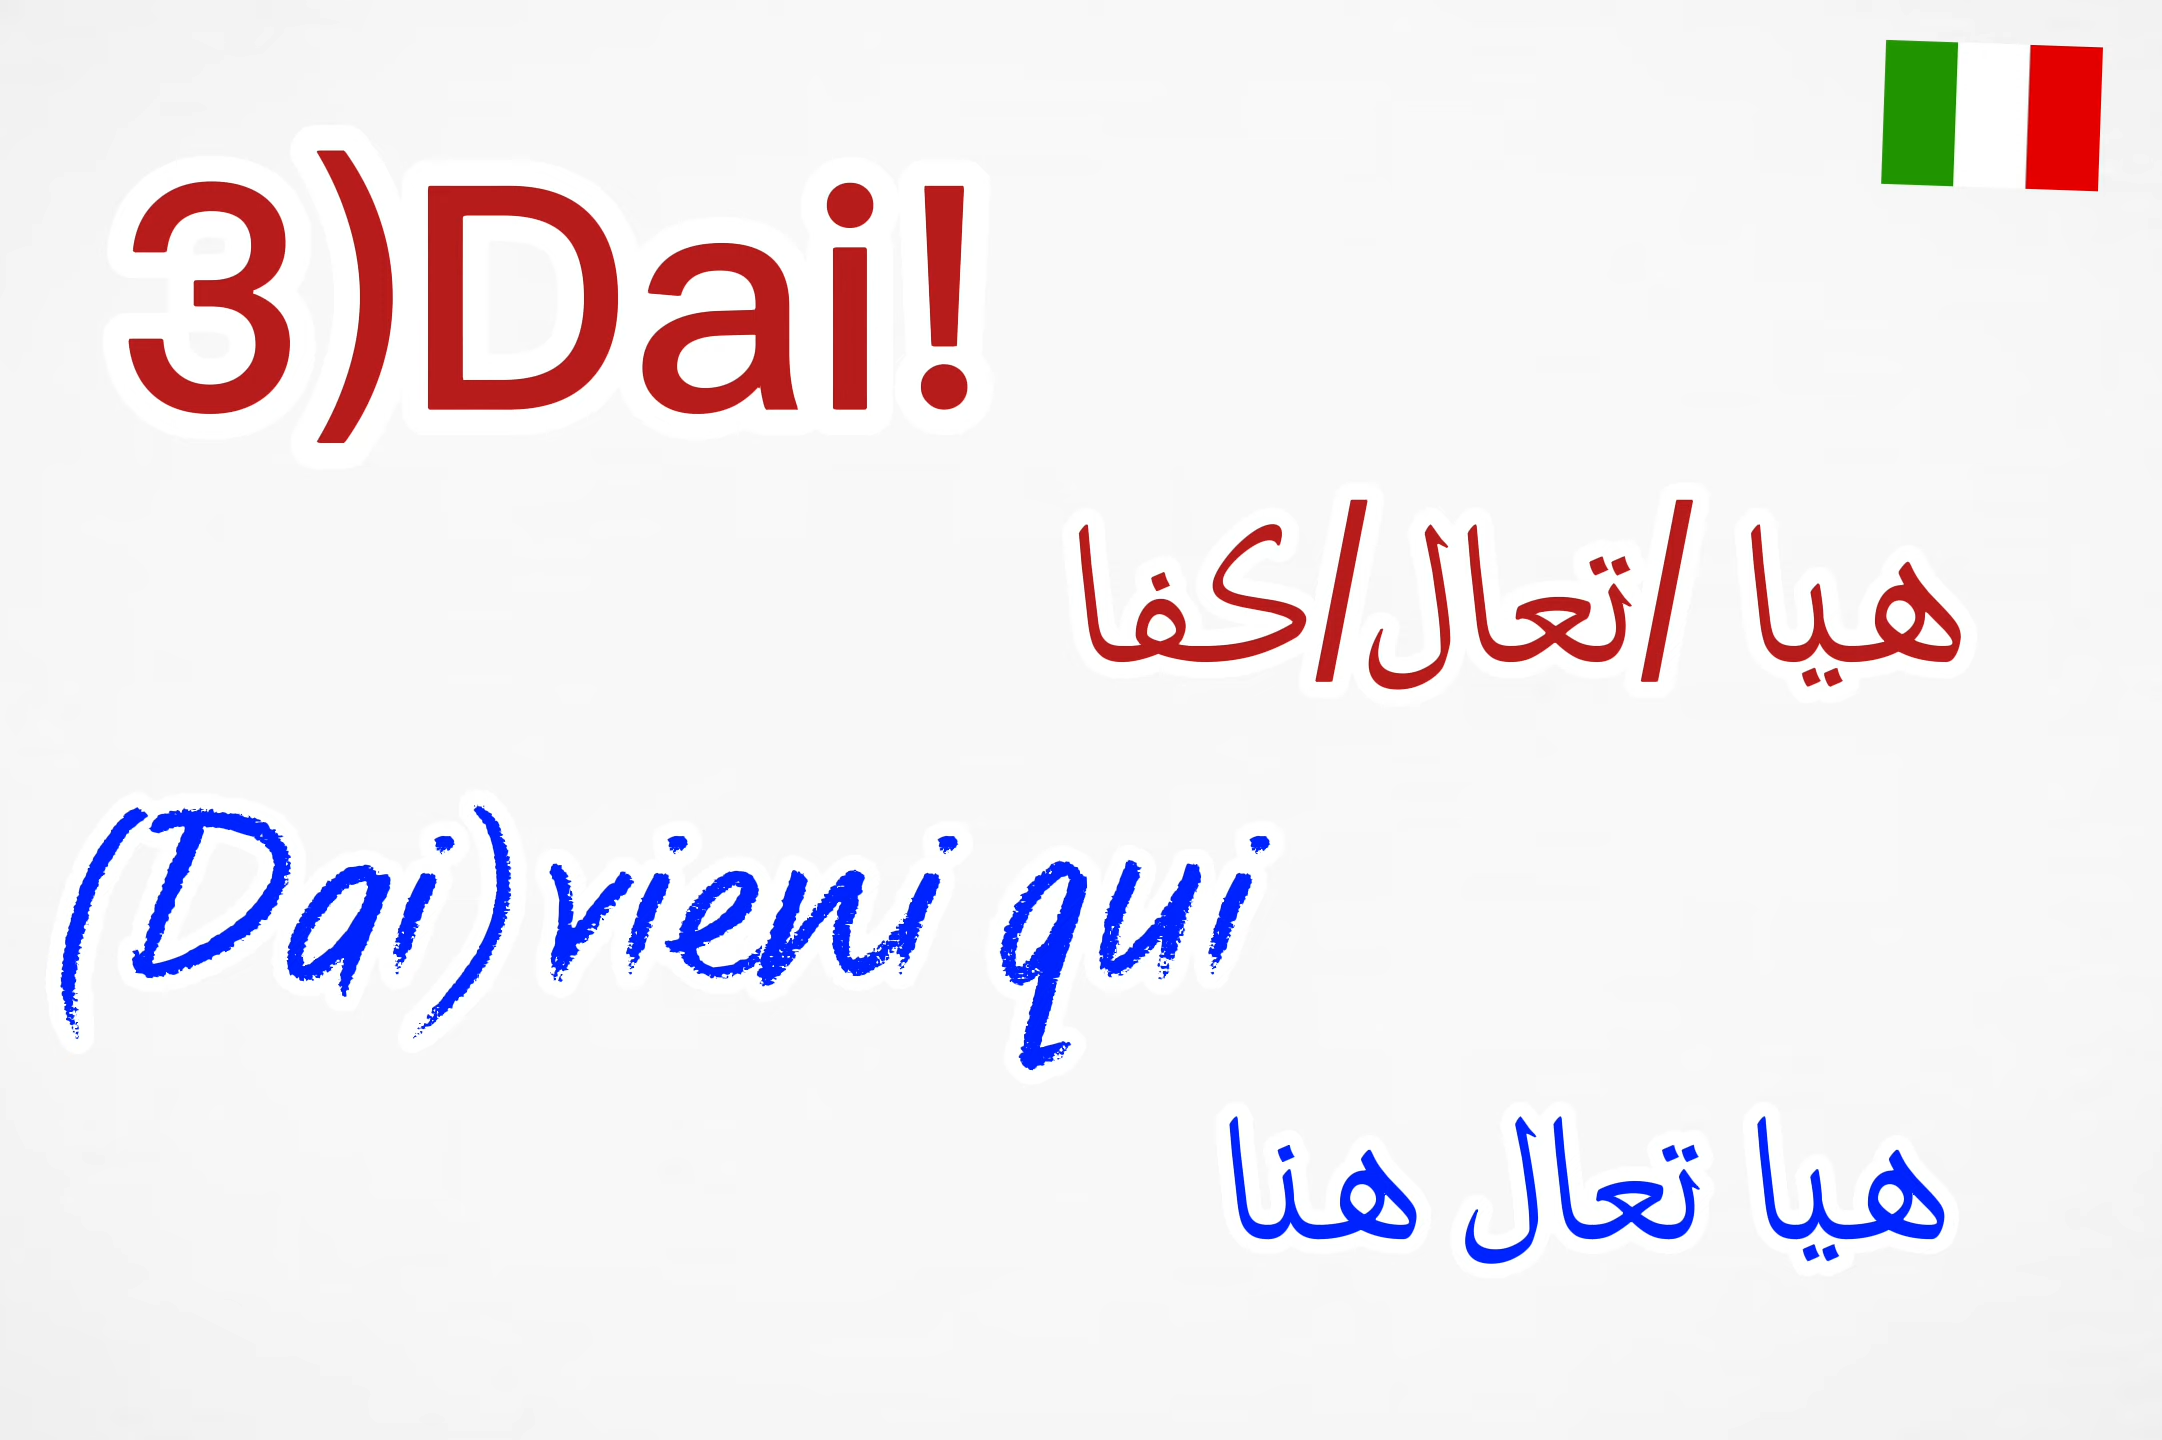 3)Dai!
هيا /تعال/كفا
(Dai)vieni qui
هيا تعال هنا